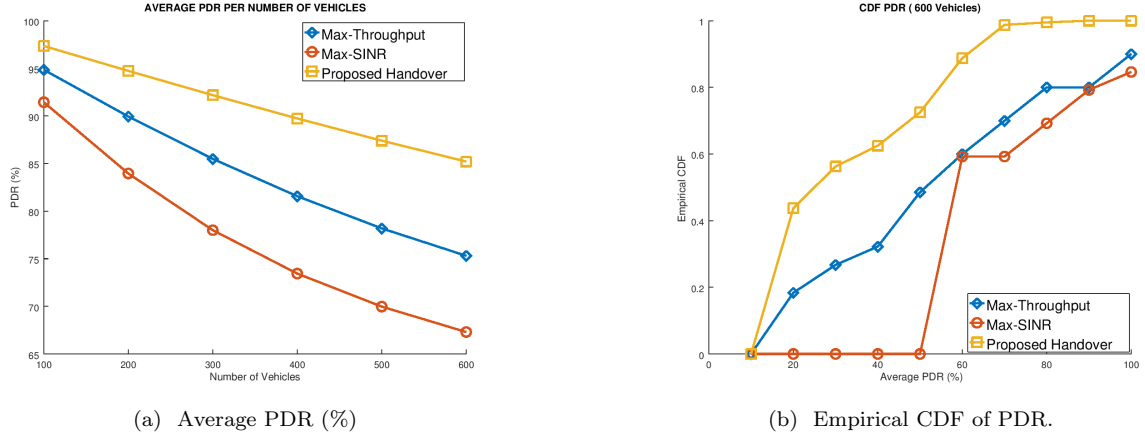 AVERAGE PDR PER NUMBER OF VEHICLES
100
95
90
85
80
75
70
65
PDR (%)
100 200 300 400 500 600
Number of Vehicles
Max-Throughput
Max-SINR
Proposed Handover
(a) Average PDR (%)
CDF PDR ( 600 Vehicles)
1
0.8
0.6
0.4
0.2
0
Empirical CDF
0 20 40 60 80 100
Average PDR (%)
Max-Throughput
Max-SINR
Proposed Handover
(b) Empirical CDF of PDR.